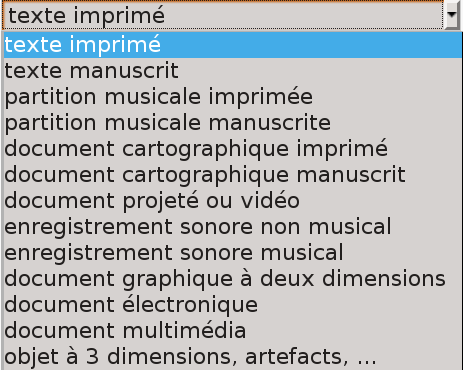 texte imprimé
texte imprimé
texte manuscrit
partition musicale imprimée
partition musicale manuscrite
document cartographique imprimé
document cartographique manuscrit
document projeté ou vidéo
enregistrement sonore non musical
enregistrement sonore musical
document graphique à deux dimensions
document électronique
document multimédia
objet à 3 dimensions, artefacts, ...